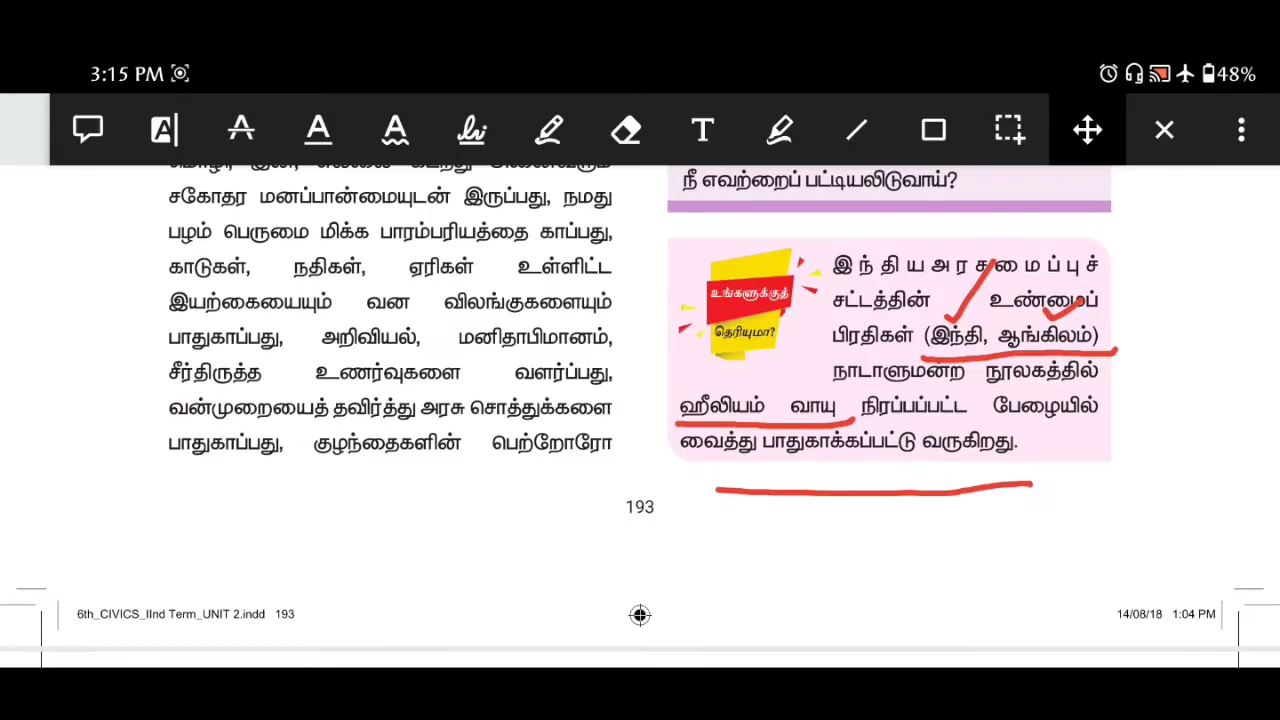 3:15 PM
48%
நீ எவற்றைப் பட்டியலிடுவாய்?
சகோதர மனப்பான்மையுடன் இருப்பது, நமது
பழம் பெருமை மிக்க பாரம்பரியத்தை காப்பது,
காடுகள், நதிகள், ஏரிகள் உள்ளிட்ட
இயற்கையையும் வன விலங்குகளையும்
பாதுகாப்பது, அறிவியல், மனிதாபிமானம்,
சீர்திருத்த உணர்வுகளை வளர்ப்பது,
வன்முறையைத் தவிர்த்து அரசு சொத்துக்களை
பாதுகாப்பது, குழந்தைகளின் பெற்றோரோ
உங்களுக்குத்
தெரியுமா?
இந்தியஅரசமைப்புச்
சட்டத்தின் உண்மைப்
பிரதிகள் (இந்தி, ஆங்கிலம்)
நாடாளுமன்ற நூலகத்தில்
ஹீலியம் வாயு நிரப்பப்பட்ட பேழையில்
வைத்து பாதுகாக்கப்பட்டு வருகிறது.
193
6th_CIVICS_IInd Term_UNIT 2.indd 193
14/08/18 1:04 PM